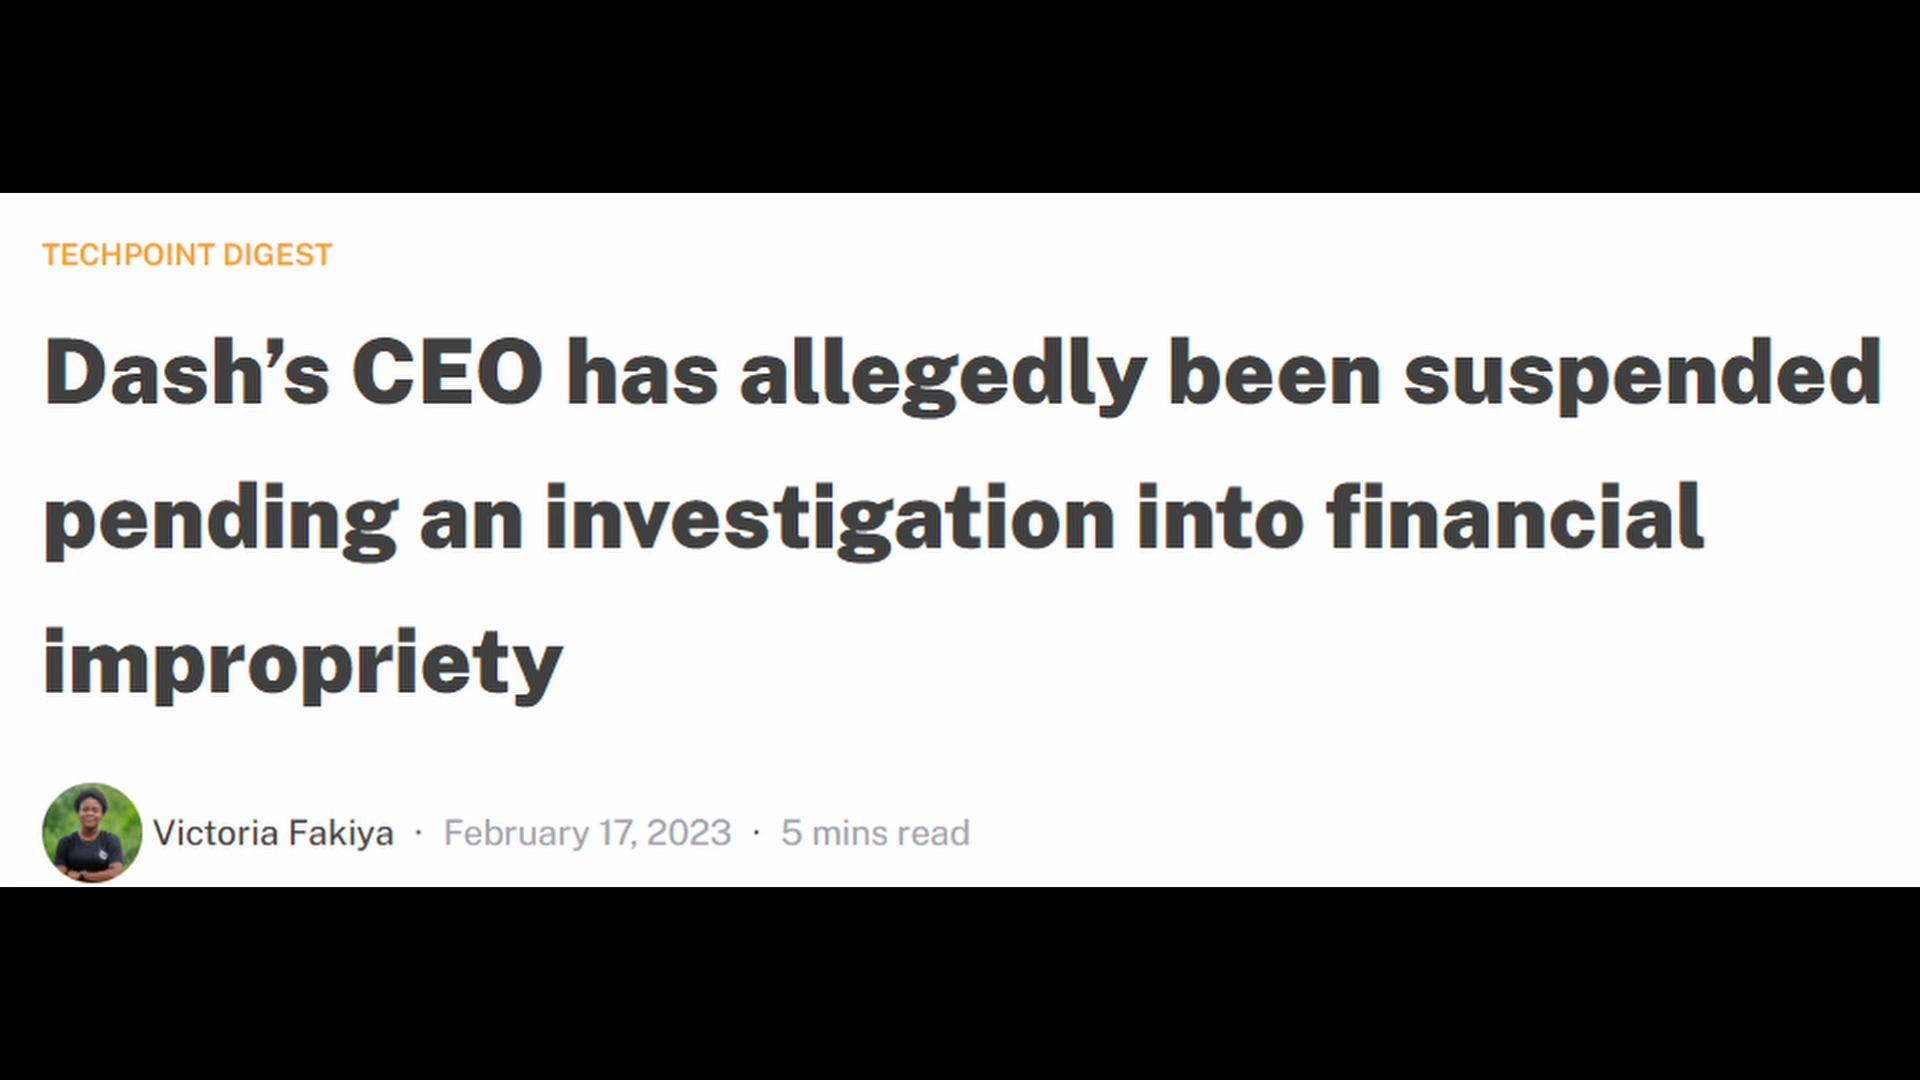 TECHPOINT DIGEST
Dash’s CEO has allegedly been suspended
pending an investigation into financial
impropriety
Victoria Fakiya · February 17, 2023 · 5 mins read